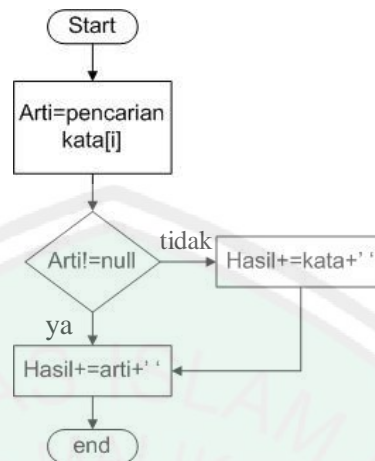 Start
Arti=pencarian
kata[i]
Arti!=null
tidak
Hasil+=kata+' ‘
ya
Hasil+=arti+' ‘
end